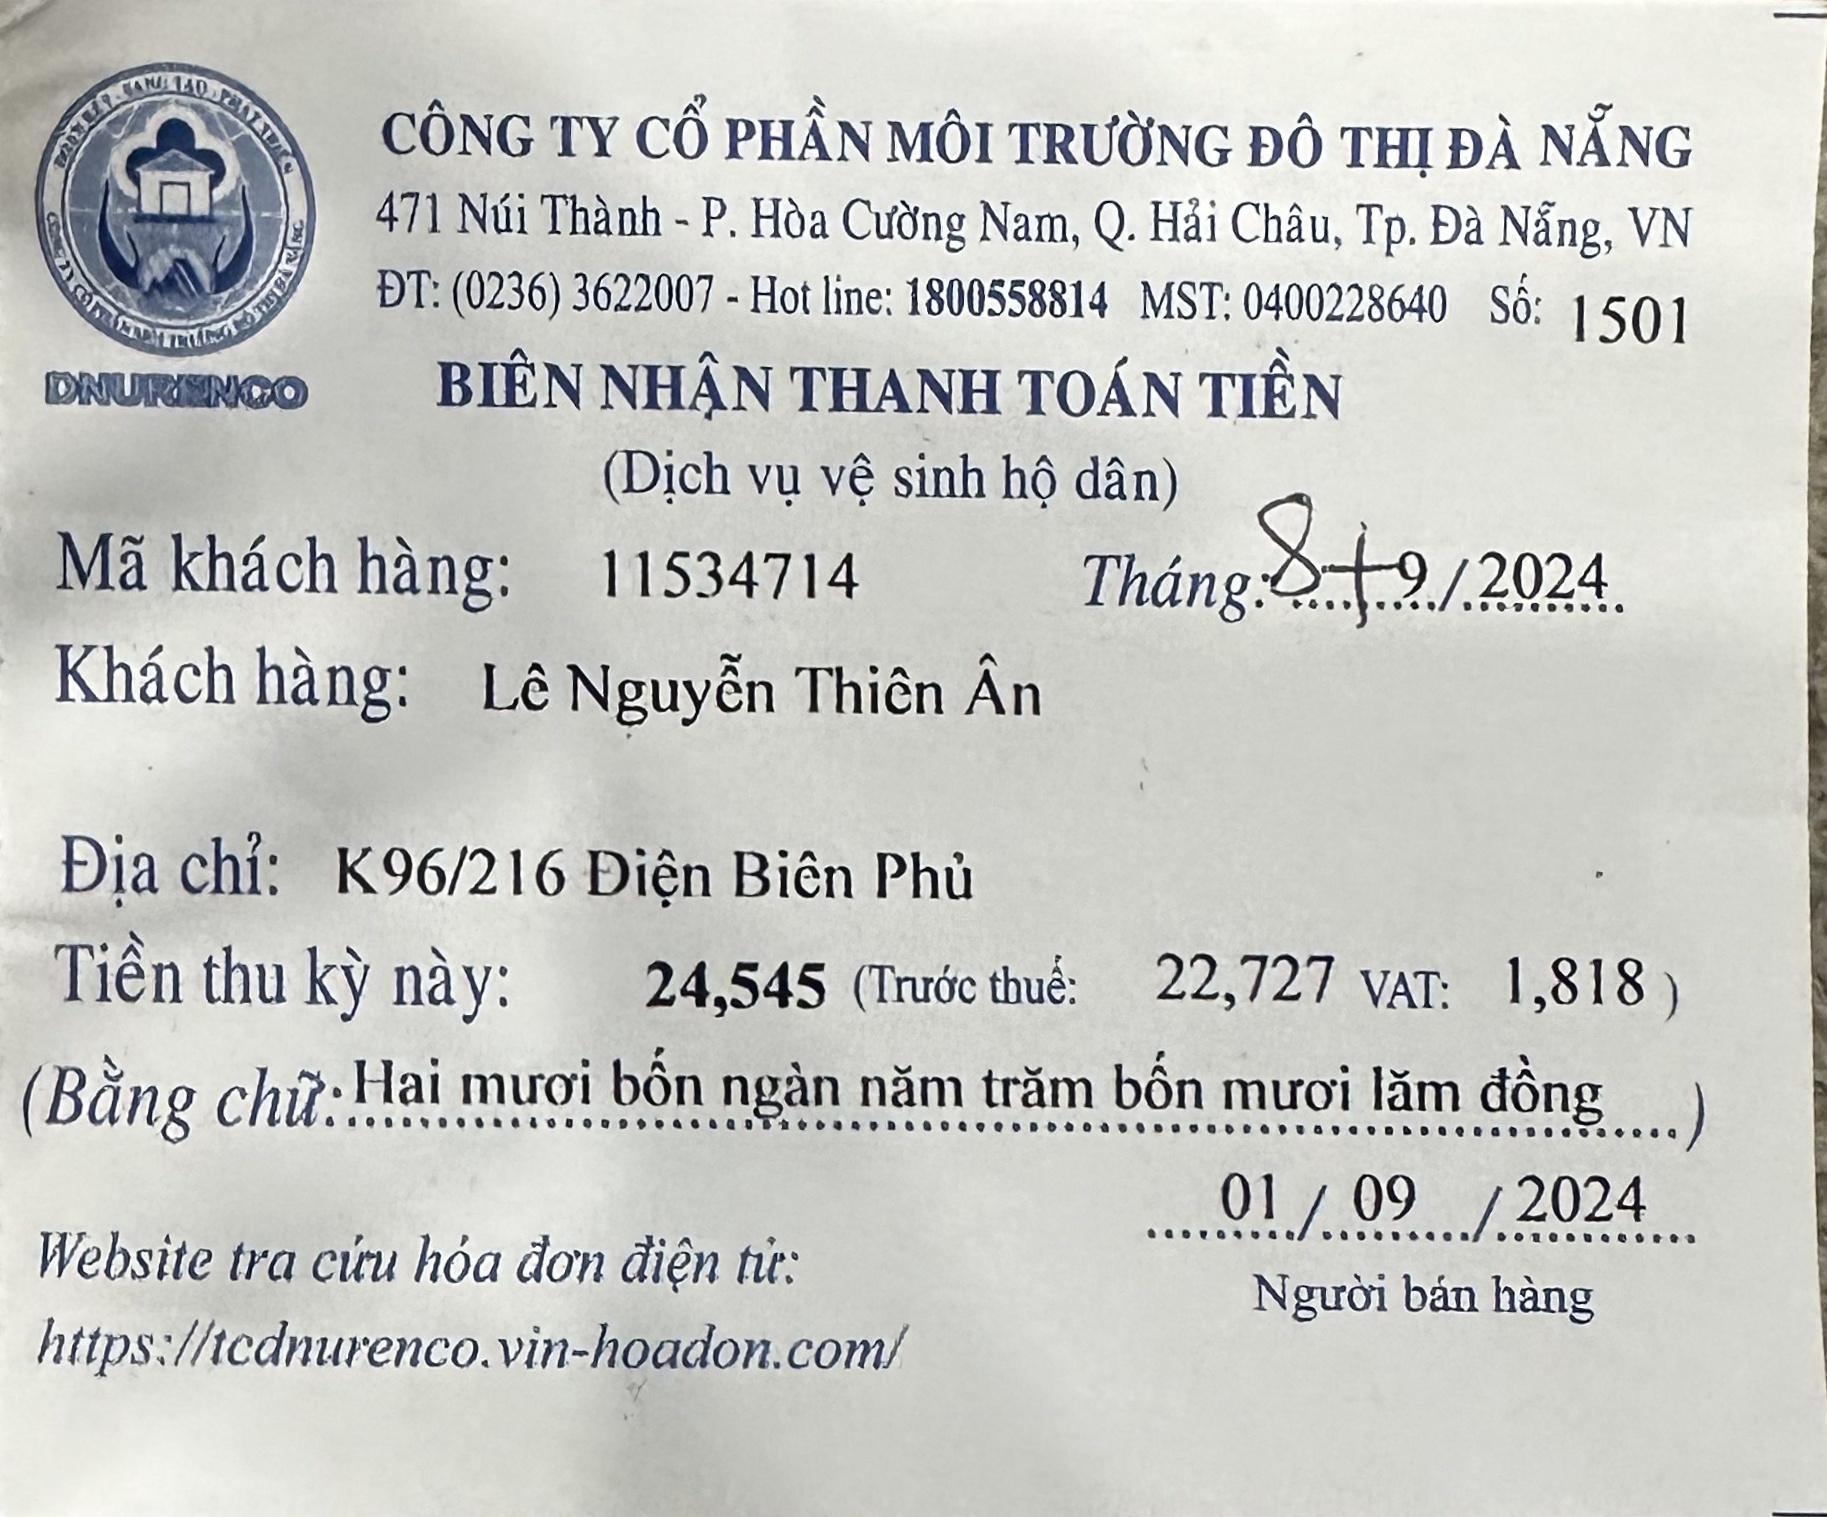 CÔNG TY CỔ PHẦN MÔI TRƯỜNG ĐÔ THỊ ĐÀ NẴNG
471 Núi Thành - P. Hòa Cường Nam, Q. Hải Châu, Tp. Đà Nẵng, VN
ĐT: (0236) 3622007 - Hot line: 1800558814 MST: 0400228640 Số: 1501
DNURENCO
BIÊN NHẬN THANH TOÁN TIỀN
(Dịch vụ vệ sinh hộ dân)
Mã khách hàng: 11534714 Tháng: 8+9/2024
Khách hàng: Lê Nguyễn Thiên Ân
Địa chỉ: K96/216 Điện Biên Phủ
Tiền thu kỳ này: 24,545 (Trước thuế: 22,727 VAT: 1,818 )
(Bằng chữ: Hai mươi bốn ngàn năm trăm bốn mươi lăm đồng )
01 / 09 / 2024
Người bán hàng
Website tra cứu hóa đơn điện tử:
https://tcdnurenco.vin-hoadon.com/